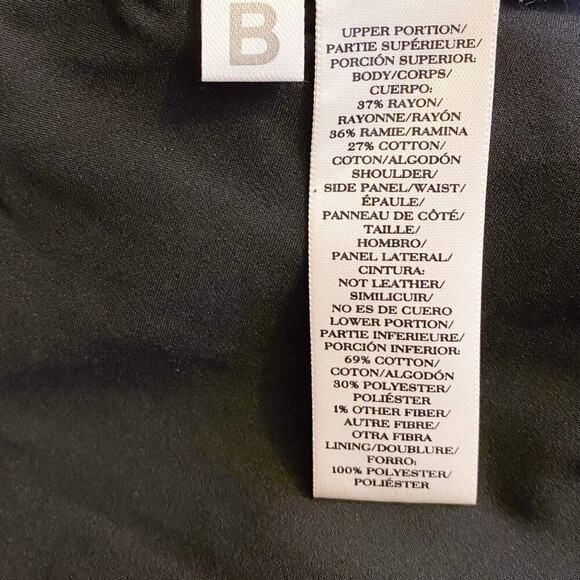 B
UPPER PORTION/
PARTIE SUPÉRIEURE/
PORCIÓN SUPERIOR:
BODY/CORPS/
CUERPO:
37% RAYON/
RAYONNE/RAYÓN
36% RAMIE/RAMINA
27% COTTON/
COTON/ALGODÓN
SHOULDER/
SIDE PANEL/WAIST/
ÉPAULE/
PANNEAU DE CÔTÉ/
TAILLE/
HOMBRO/
PANEL LATERAL/
CINTURA:
NOT LEATHER/
SIMILICUIR/
NO ES DE CUERO
LOWER PORTION/
PARTIE INFERIEURE/
PORCIÓN INFERIOR:
69% COTTON/
COTON/ALGODÓN
30% POLYESTER/
POLIÉSTER
1% OTHER FIBER/
AUTRE FIBRE/
OTRA FIBRA
LINING/DOUBLURE/
FORRO:
100% POLYESTER/
POLIÉSTER